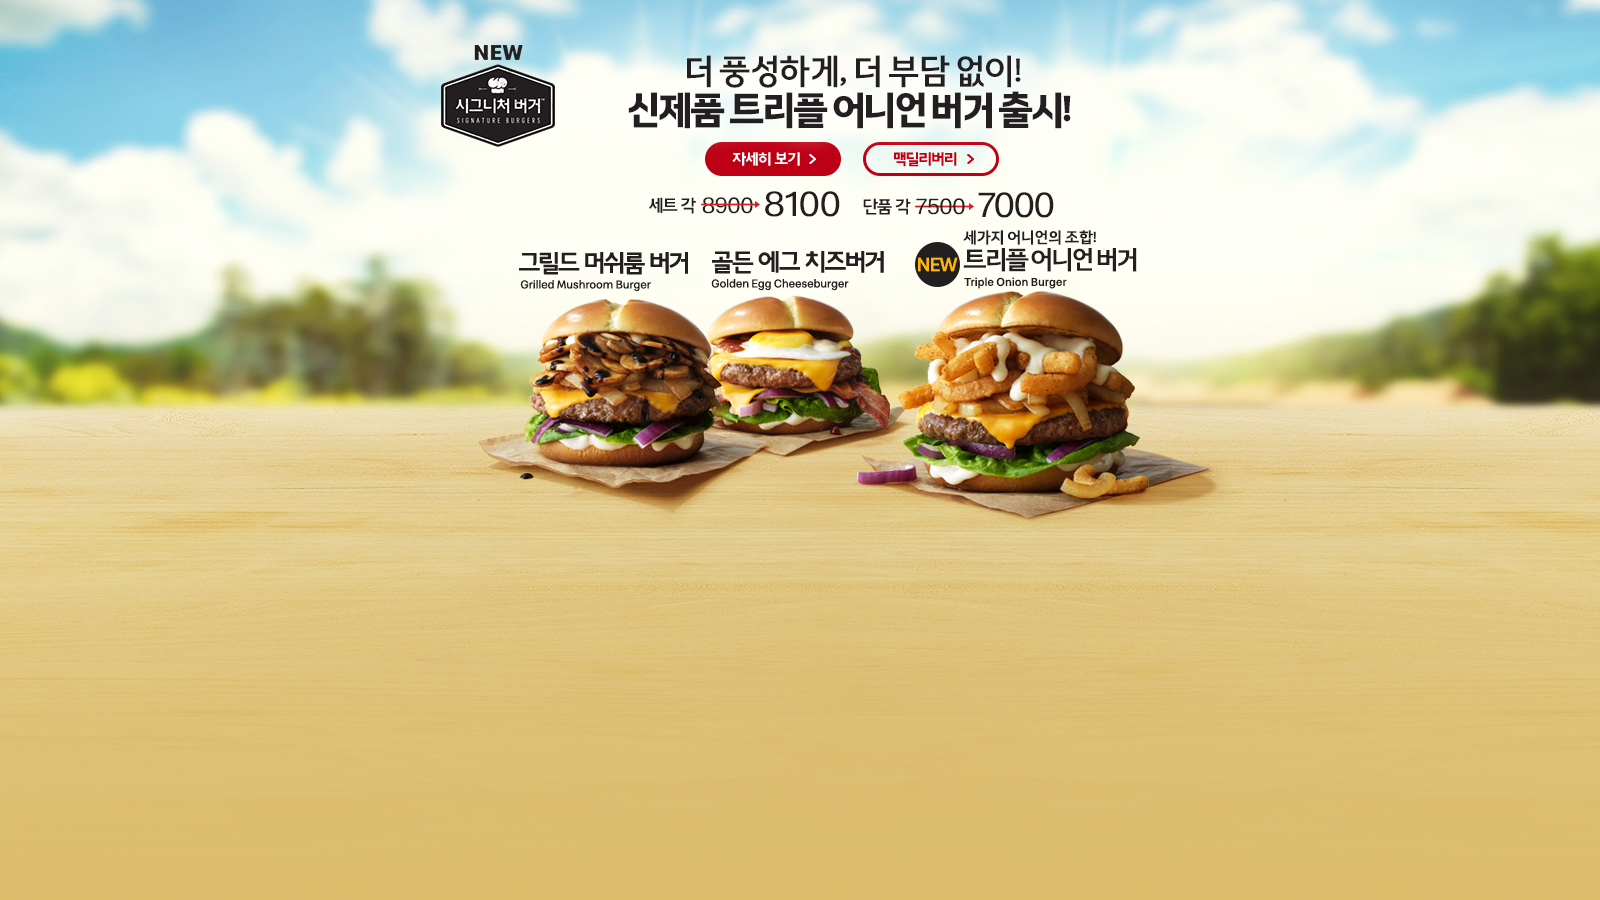 NEW
시그니처 버거
SIGNATURE BURGERS
더 풍성하게, 더 부담 없이!
신제품 트리플 어니언 버거 출시!
자세히 보기 >
맥딜리버리 >
세트 각 8900 8100
단품 각 7500 7000
그릴드 머쉬룸 버거
Grilled Mushroom Burger
골든 에그 치즈버거
Golden Egg Cheeseburger
NEW
세가지 어니언의 조합!
트리플 어니언 버거
Triple Onion Burger